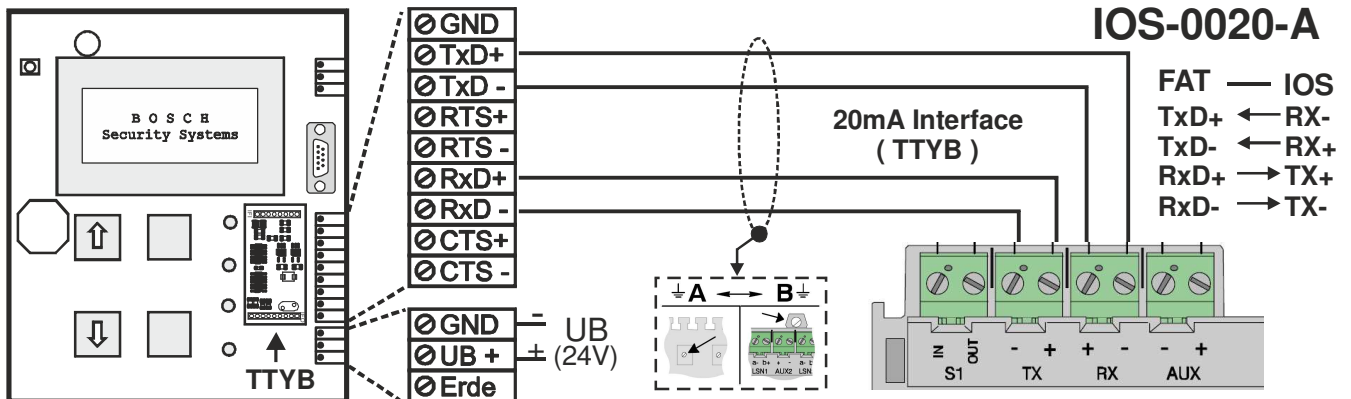 IOS-0020-A
B O S C H
Security Systems
TTYB
GND
TxD+
TxD -
RTS+
RTS -
RxD+
RxD -
CTS+
CTS -
GND
UB +
Erde
-
+
UB
(24V)
20mA Interface
( TTYB )
FAT — IOS
TxD+ ← RX-
TxD- ← RX+
RxD+ → TX+
RxD- → TX-
A ↔ B
a- b+ + - a- b
LSN1 AUX2 LSN
IN OUT - + + - - +
S1 TX RX AUX